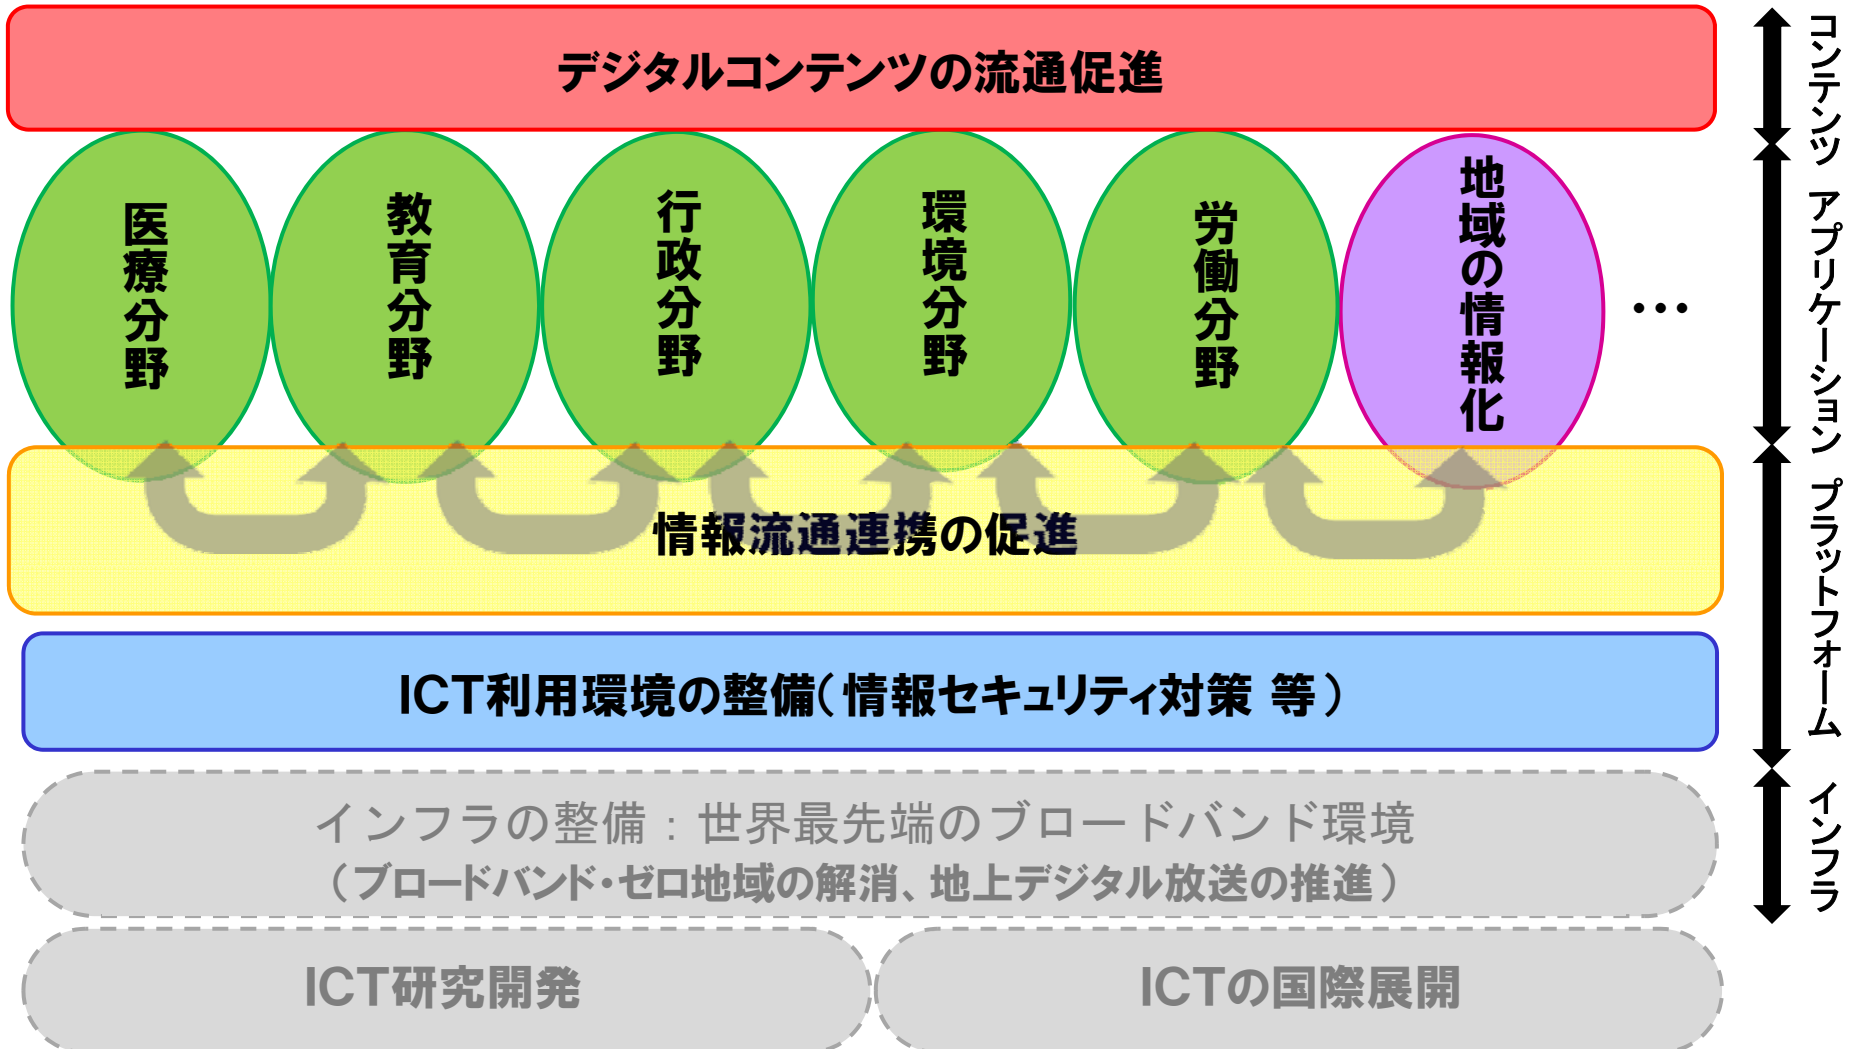 デジタルコンテンツの流通促進
医療分野
教育分野
行政分野
環境分野
労働分野
地域の情報化
…
情報流通連携の促進
ICT利用環境の整備(情報セキュリティ対策 等)
インフラの整備:世界最先端のブロードバンド環境
(ブロードバンド・ゼロ地域の解消、地上デジタル放送の推進)
ICT研究開発
ICTの国際展開
コンテンツ
アプリケーション
プラットフォーム
インフラ